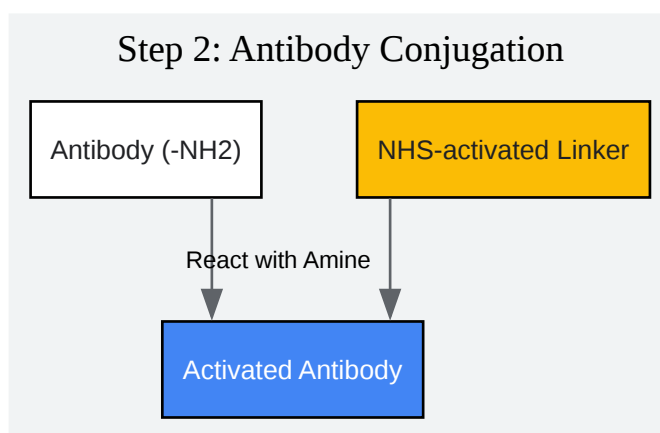 Step 2: Antibody Conjugation
Antibody (-NH2)
NHS-activated Linker
React with Amine
Activated Antibody